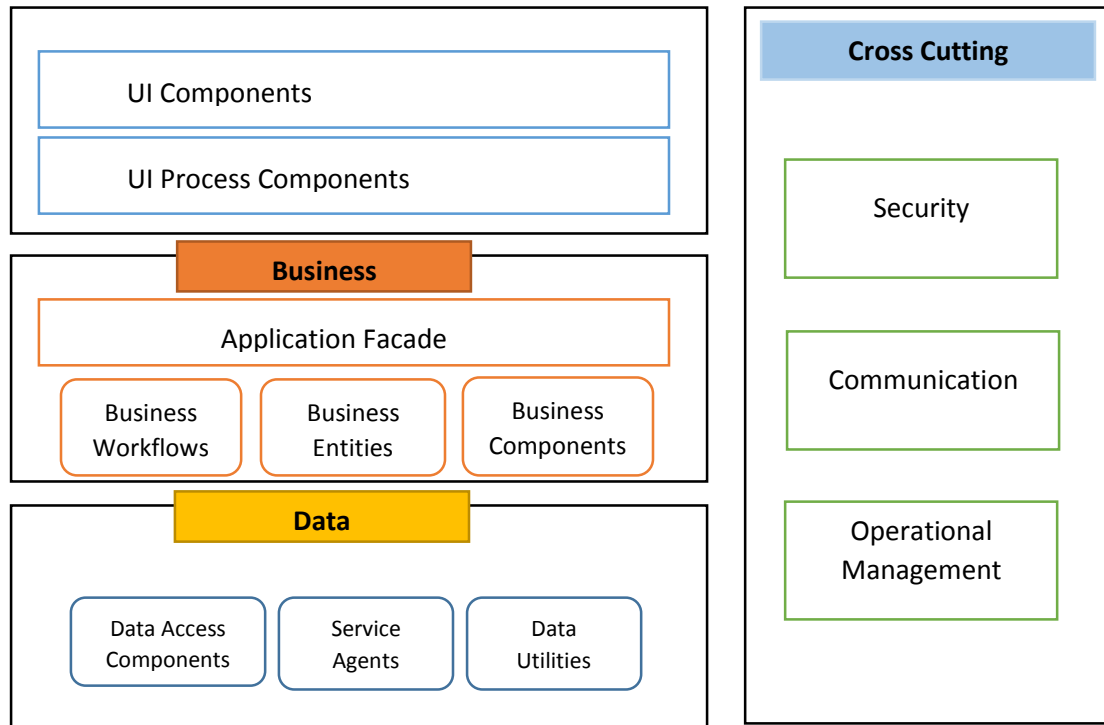 UI Components
UI Process Components
Business
Application Facade
Business
Workflows
Business
Entities
Business
Components
Data
Data Access
Components
Service
Agents
Data
Utilities
Cross Cutting
Security
Communication
Operational
Management